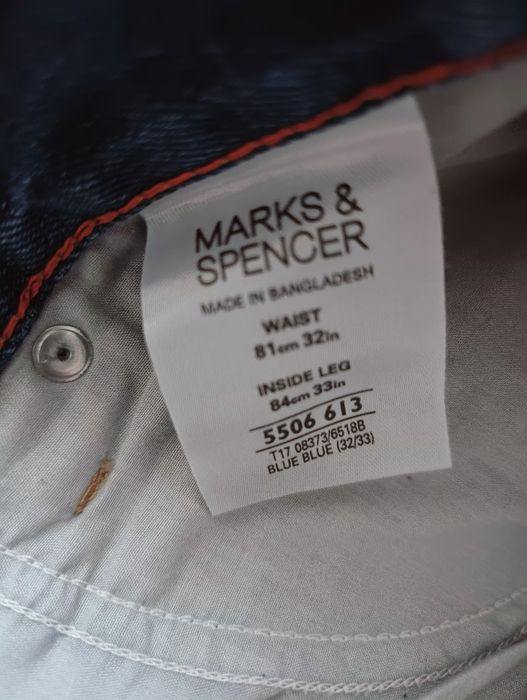 MARKS &
SPENCER
MADE IN BANGLADESH
WAIST
81cm 32in
INSIDE LEG
84cm 33in
5506 613
T17 08373/6518B
BLUE BLUE (32/33)